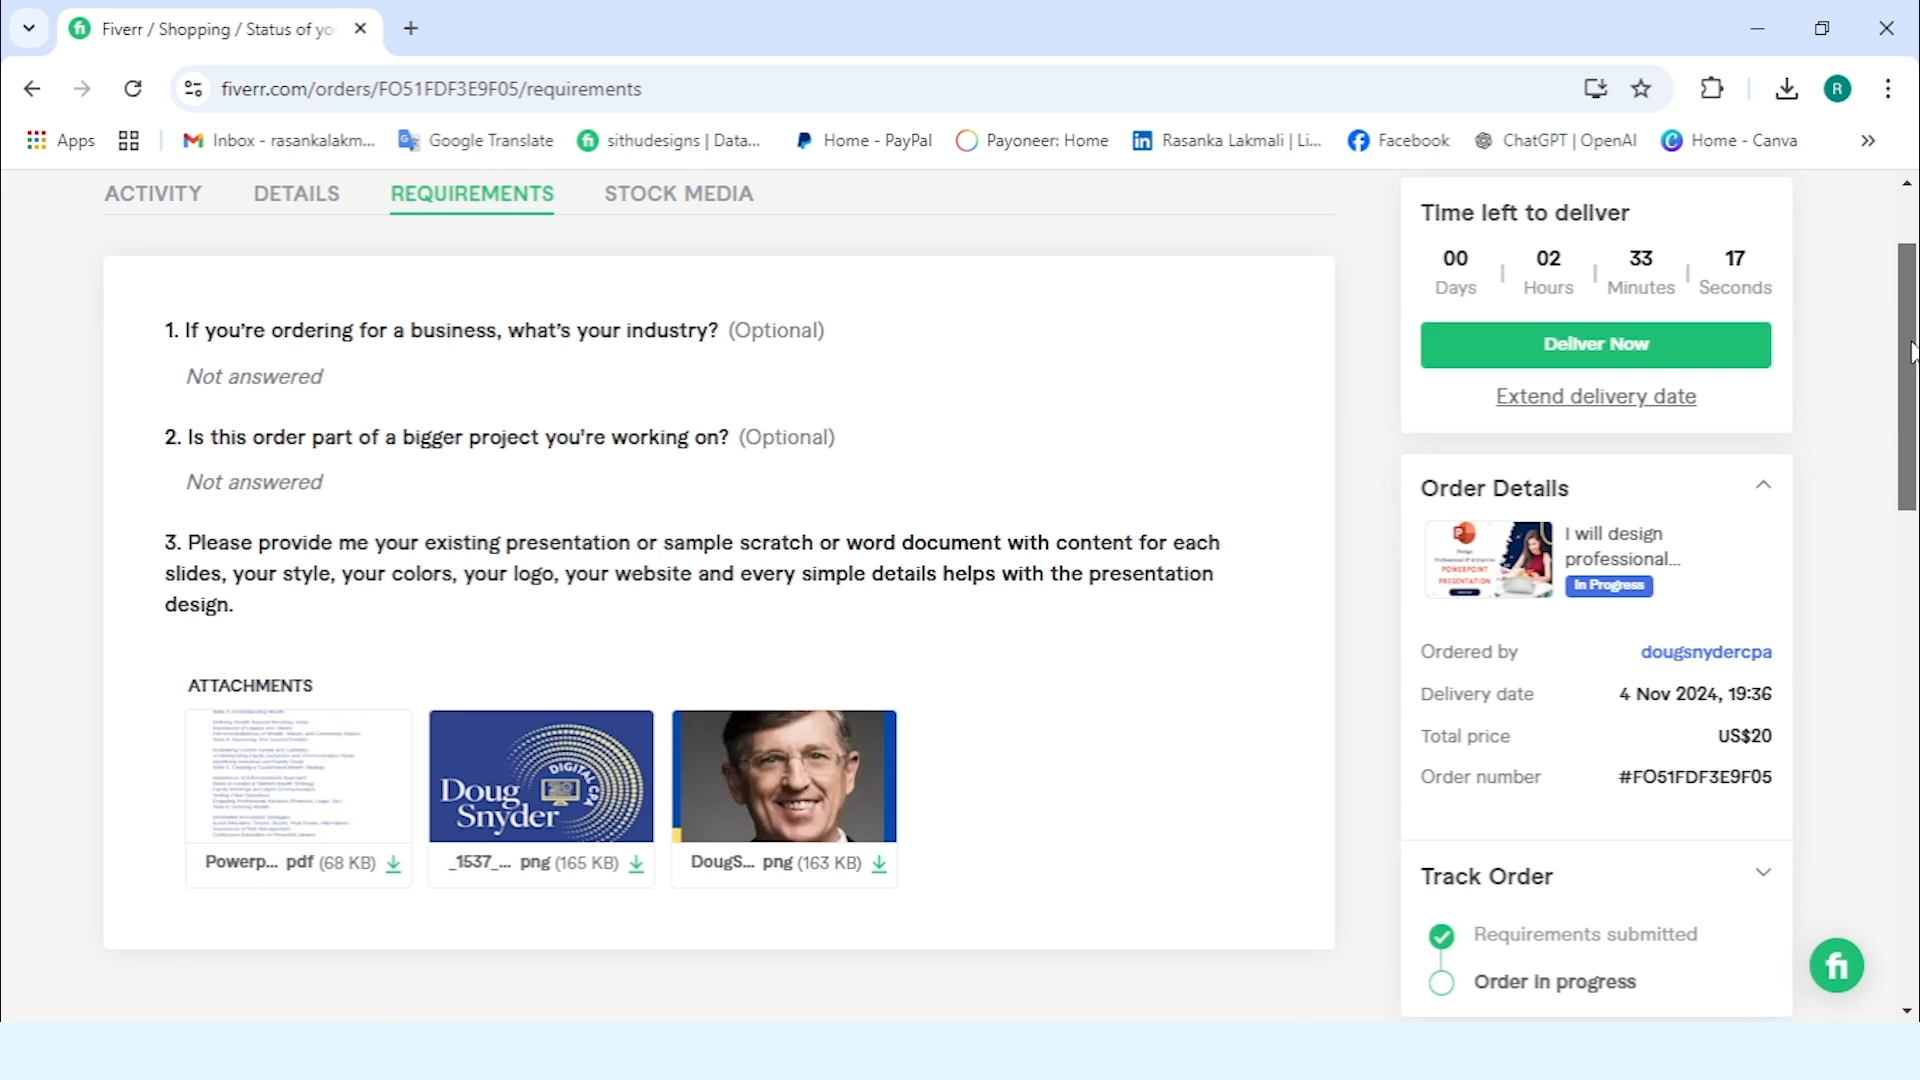 Fiverr / Shopping / Status of yo
fiverr.com/orders/FO51FDF3E9F05/requirements
R
Apps
Inbox - rasankalakm...
Google Translate
sithudesigns | Data...
Home - PayPal
Payoneer: Home
Rasanka Lakmali | Li...
Facebook
ChatGPT | OpenAI
Home - Canva
ACTIVITY
DETAILS
REQUIREMENTS
STOCK MEDIA
1. If you're ordering for a business, what's your industry? (Optional)
Not answered
2. Is this order part of a bigger project you're working on? (Optional)
Not answered
3. Please provide me your existing presentation or sample scratch or word document with content for each
slides, your style, your colors, your logo, your website and every simple details helps with the presentation
design.
ATTACHMENTS
Doug
Snyder
DIGITAL
CPA
Powerp... pdf (68 KB)
_1537_... png (165 KB)
DougS... png (163 KB)
Time left to deliver
00
02
33
17
Days
Hours
Minutes
Seconds
Deliver Now
Extend delivery date
Order Details
Design
POWERPOINT
PRESENTATION
I will design
professional...
In Progress
Ordered by
dougsnydercpa
Delivery date
4 Nov 2024, 19:36
Total price
US$20
Order number
#FO51FDF3E9F05
Track Order
Requirements submitted
Order in progress
fi